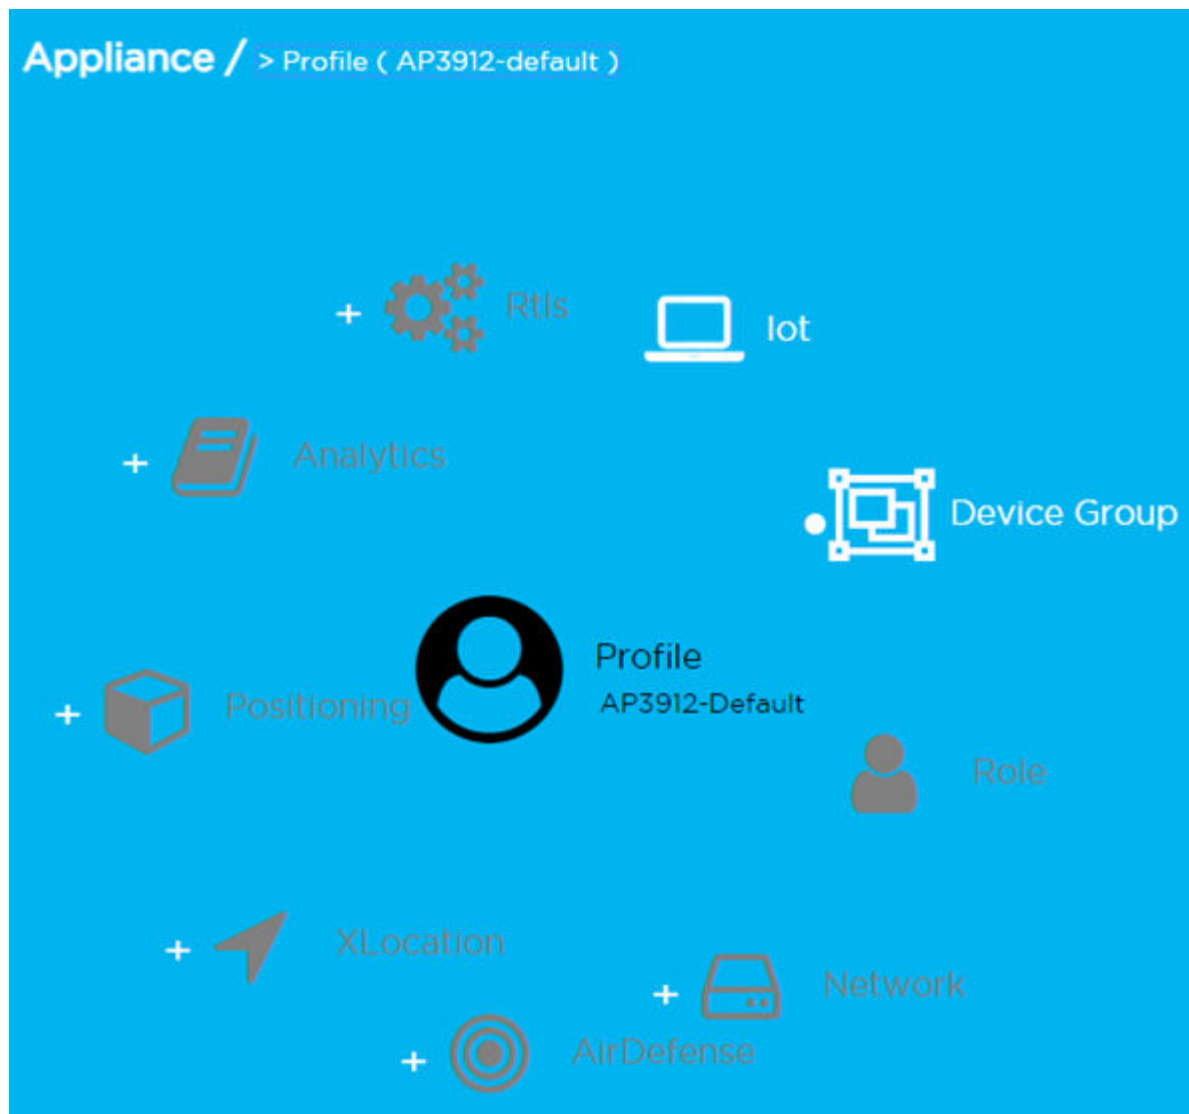 Appliance / > Profile ( AP3912-default )
+ Rtls
Iot
+ Analytics
Device Group
Profile
AP3912-Default
+ Positioning
Role
+ XLocation
+ Network
+ AirDefense